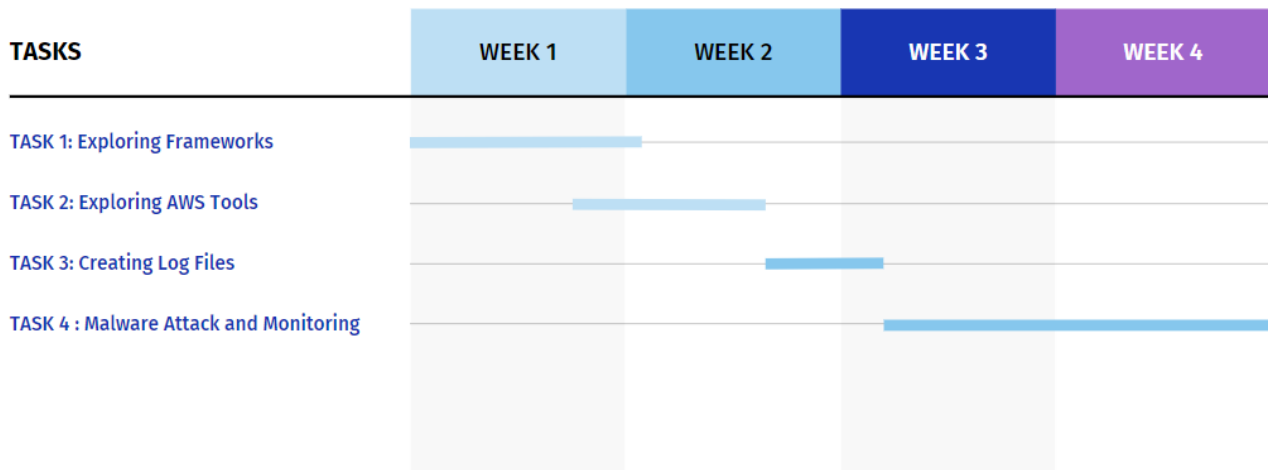 TASKS
WEEK 1
WEEK 2
WEEK 3
WEEK 4
TASK 1: Exploring Frameworks
TASK 2: Exploring AWS Tools
TASK 3: Creating Log Files
TASK 4 : Malware Attack and Monitoring